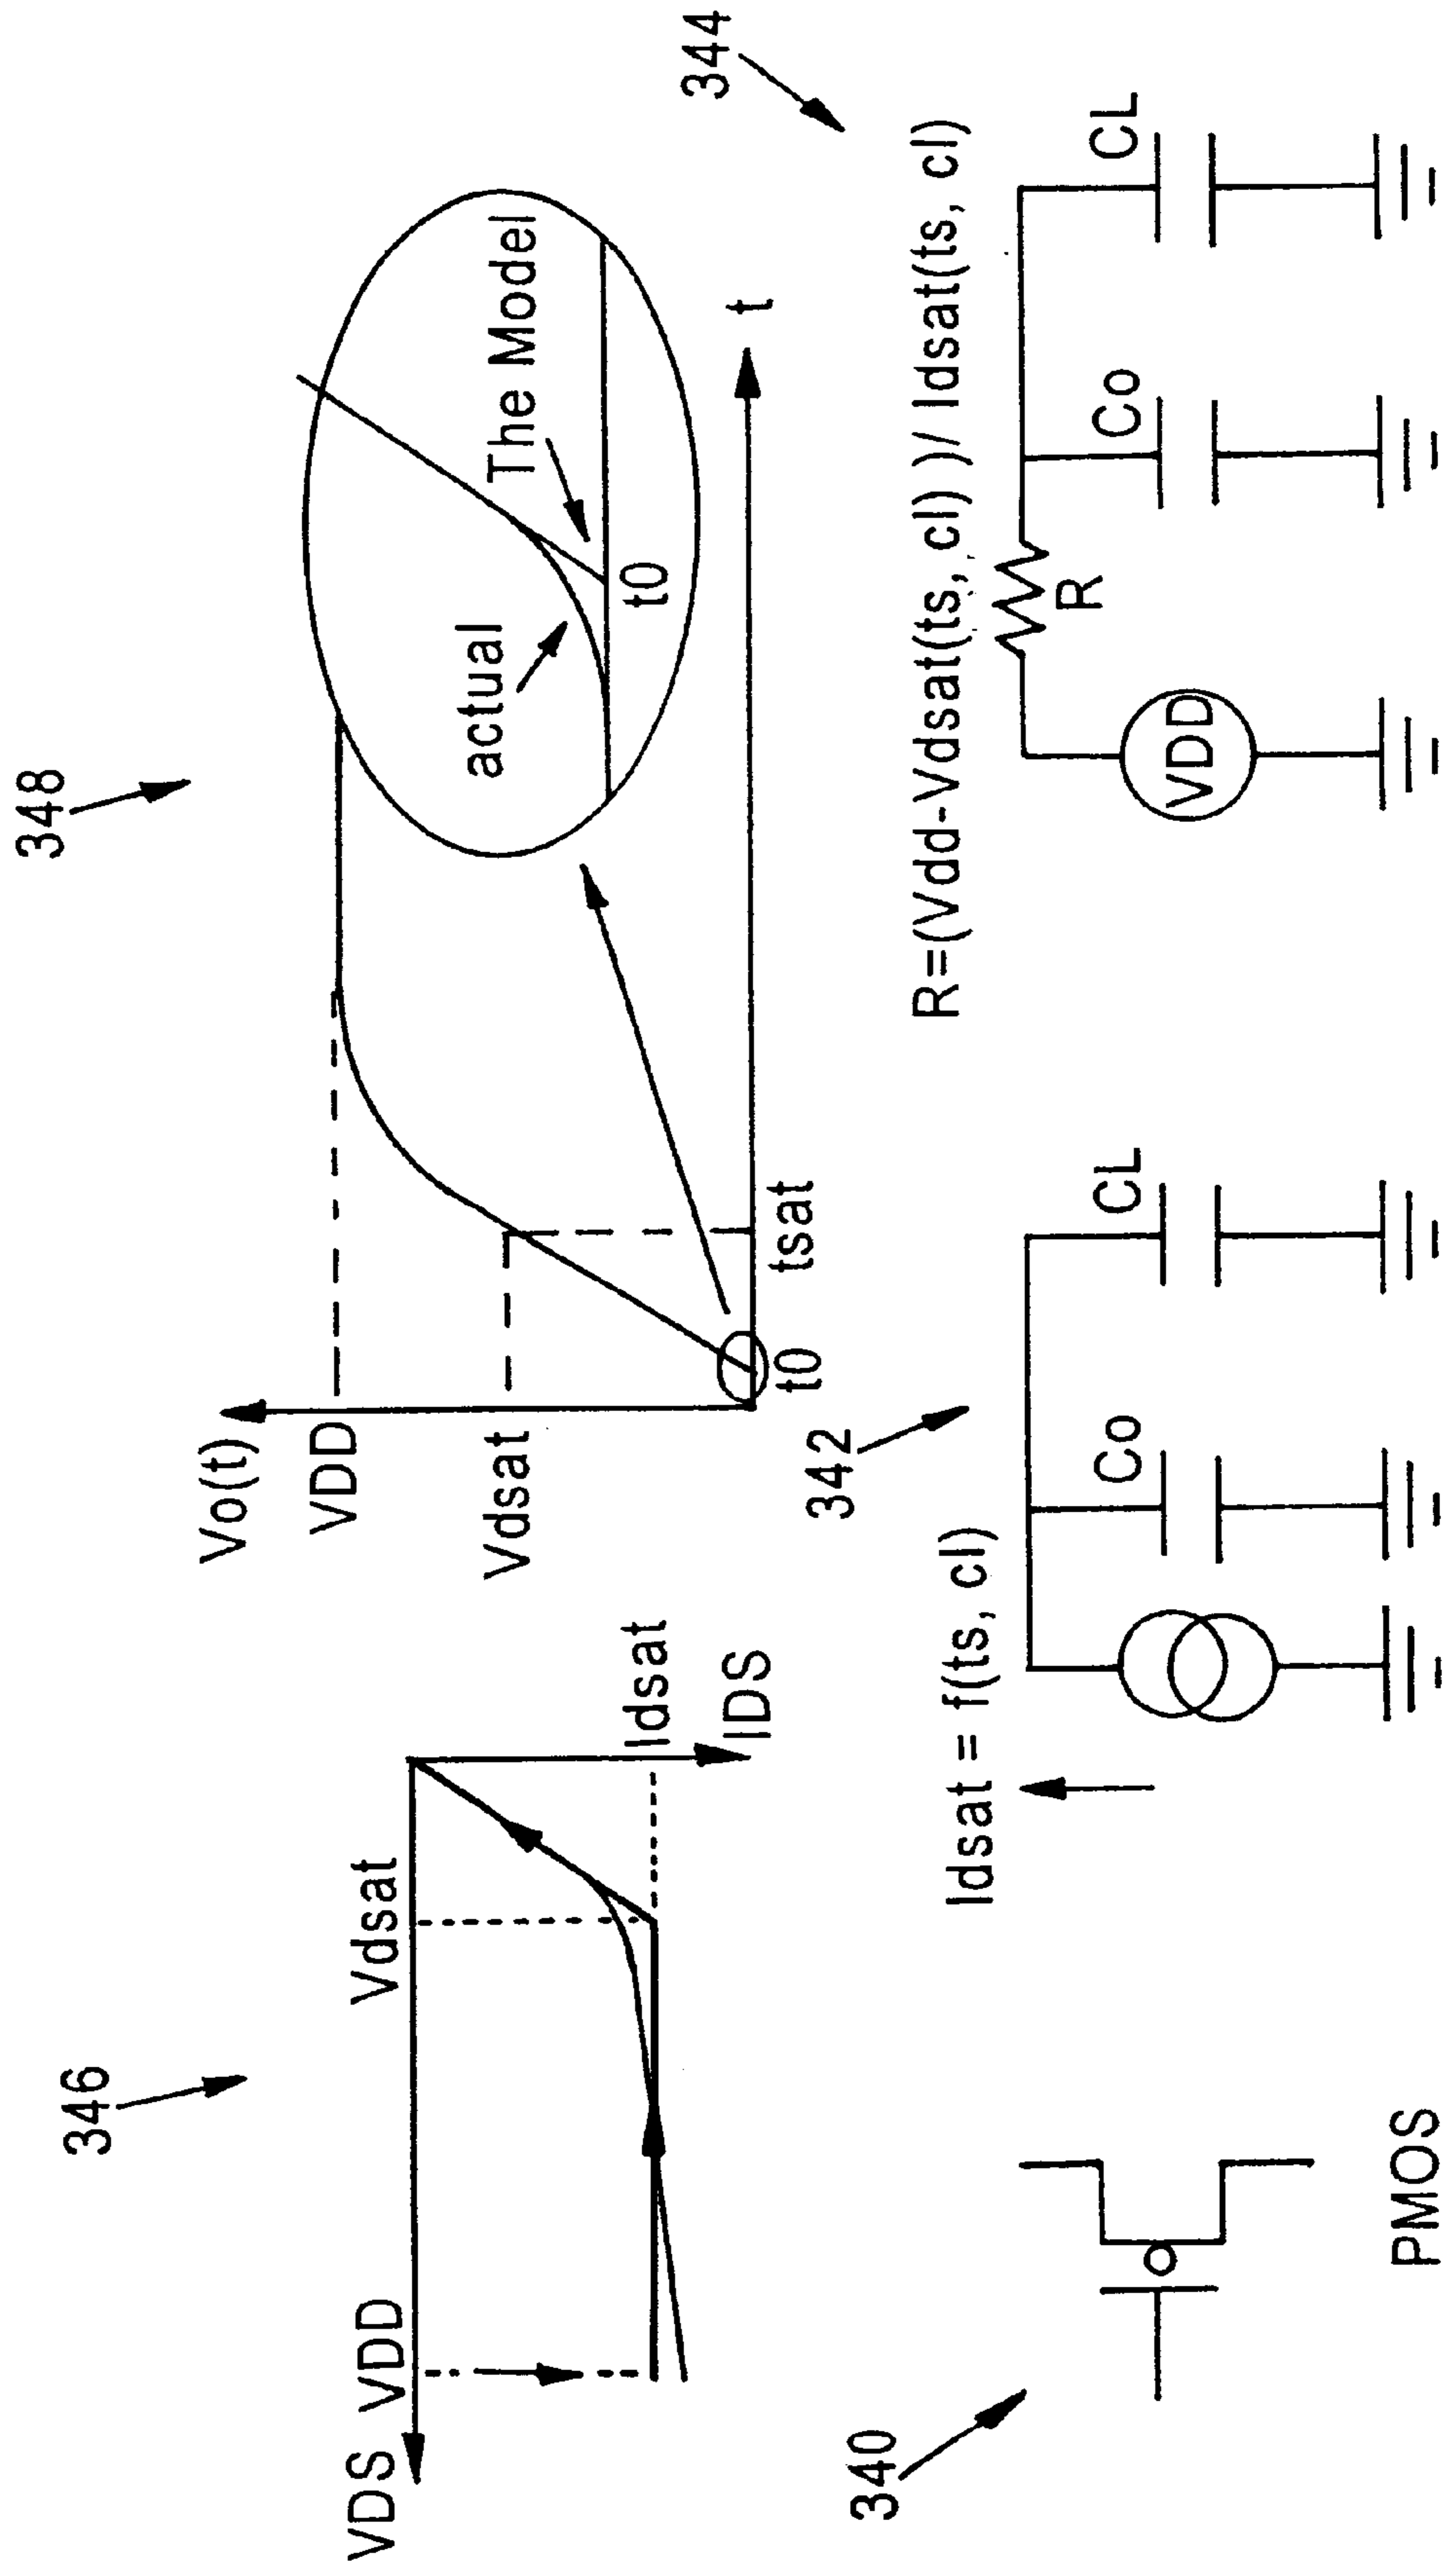 346
VDS
VDD
Vdsat
Idsat
IDS
348
Vo(t)
VDD
Vdsat
t0
tsat
t
actual
The Model
t0
340
PMOS
342
Idsat = f(ts, cl)
Co
CL
344
R=(Vdd-Vdsat(ts, cl) )/ Idsat(ts, cl)
VDD
R
Co
CL